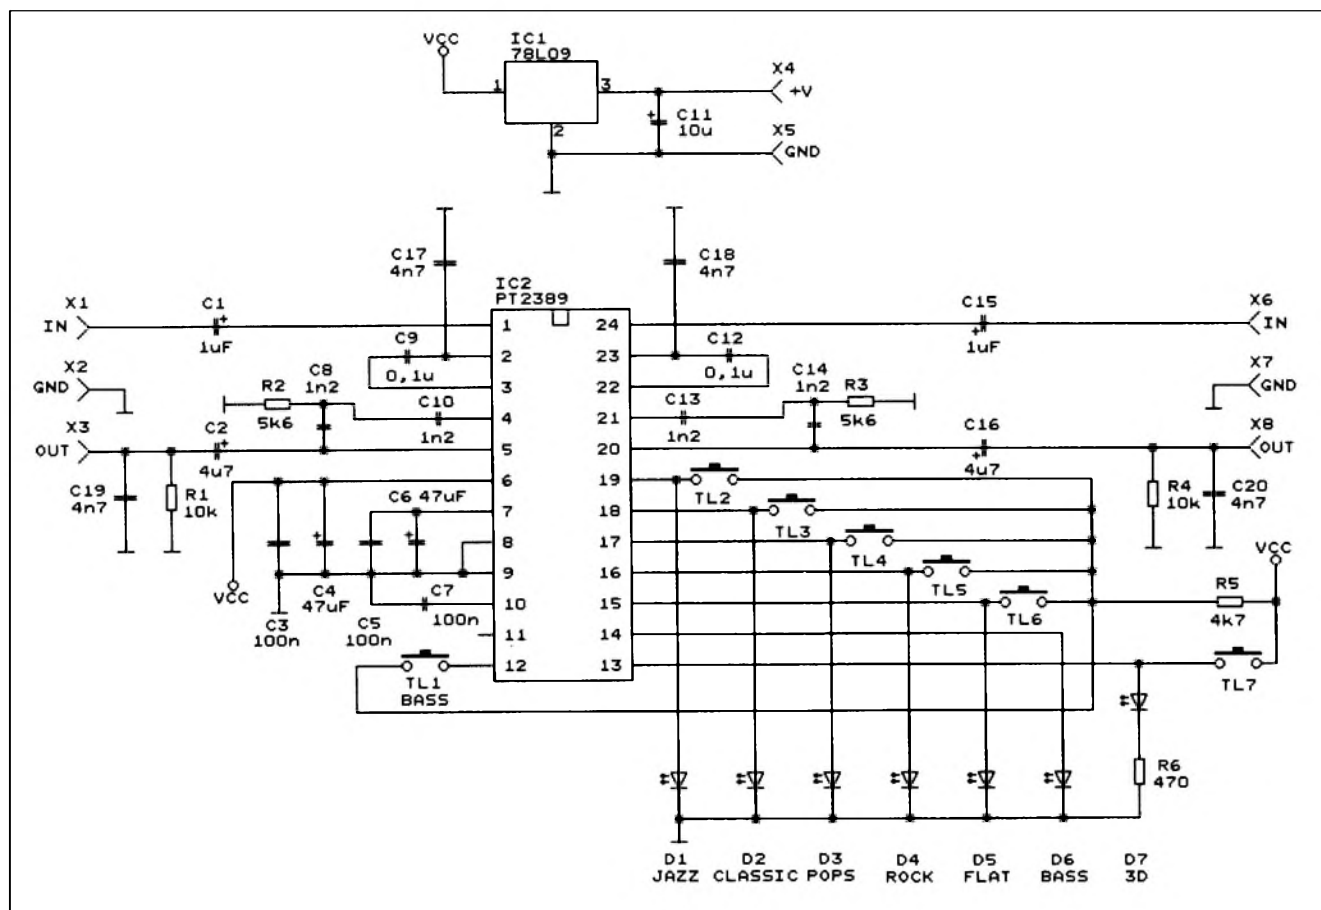 IC1
78L09
VCC
1
3
2
X4
+V
C11
10u
X5
GND
C17
4n7
C18
4n7
IC2
PT2389
X1
IN
C1
1uF
C15
1uF
X6
IN
1
24
C9
0,1u
2
23
C12
0,1u
3
22
X2
GND
X7
GND
R2
5k6
C8
1n2
C10
1n2
4
21
C13
1n2
C14
1n2
R3
5k6
X3
OUT
C2
4u7
5
20
C16
4u7
X8
OUT
C19
4n7
R1
10k
6
19
TL2
R4
10k
C20
4n7
C6 47uF
7
18
TL3
8
17
TL4
VCC
VCC
C3
100n
C4
47uF
C5
100n
9
16
TL5
C7
100n
10
15
TL6
R5
4k7
11
14
12
13
TL1
BASS
TL7
R6
470
D1
JAZZ
D2
CLASSIC
D3
POPS
D4
ROCK
D5
FLAT
D6
BASS
D7
3D